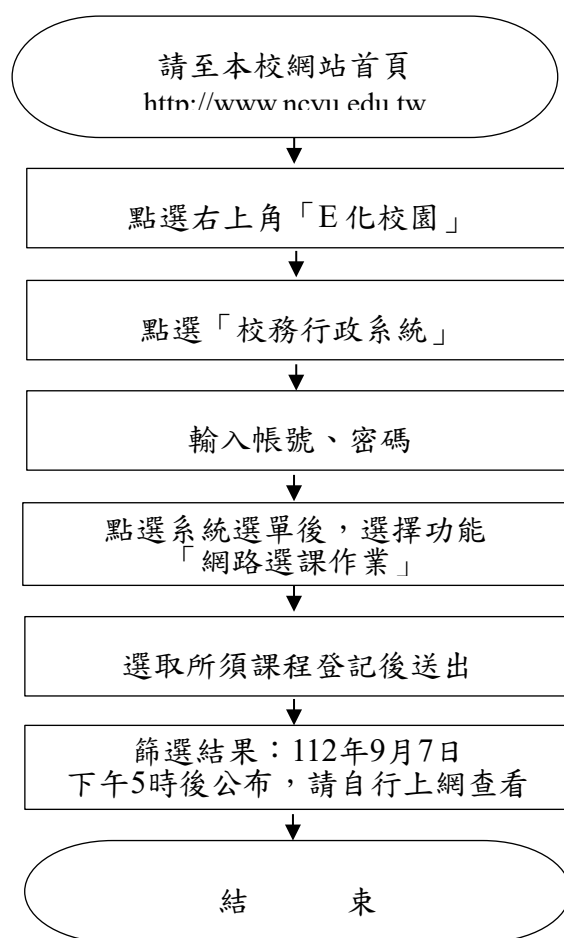 請至本校網站首頁
http://www.ncyu.edu.tw
點選右上角「E化校園」
點選「校務行政系統」
輸入帳號、密碼
點選系統選單後，選擇功能
「網路選課作業」
選取所須課程登記後送出
篩選結果：112年9月7日
下午5時後公布，請自行上網查看
結 束